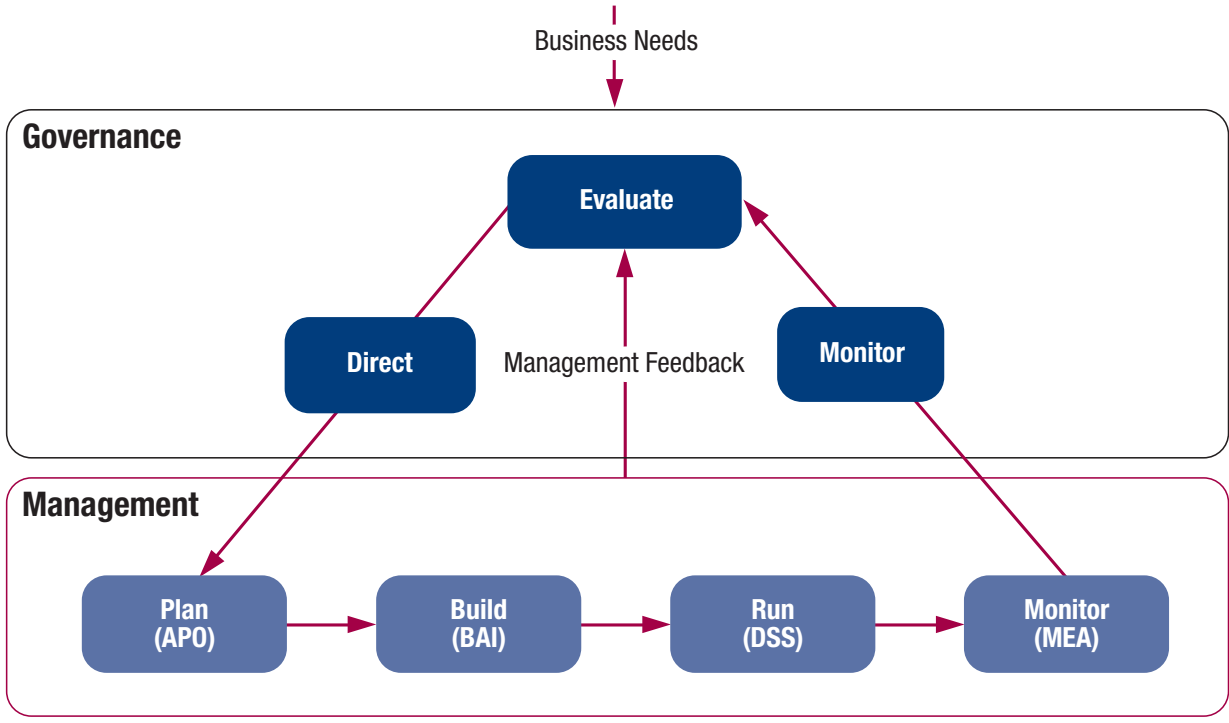 Business Needs
Governance
Evaluate
Direct
Management Feedback
Monitor
Management
Plan
(APO)
Build
(BAI)
Run
(DSS)
Monitor
(MEA)